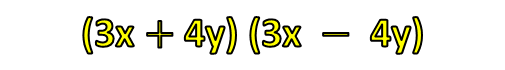 (3x + 4y) (3x − 4y)